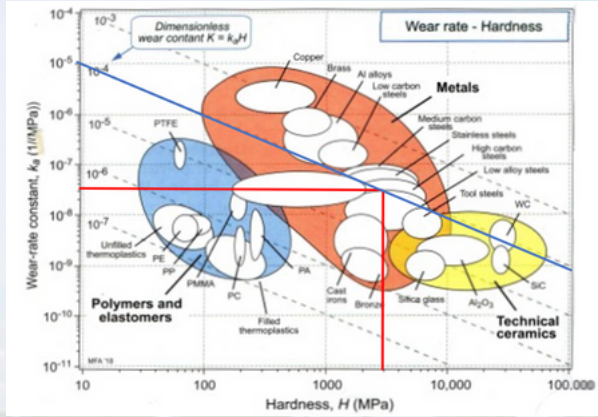 Wear rate - Hardness
Dimensionless
wear contant K = kₐH
10⁻³
10⁻⁴
10⁻⁵
10⁻⁶
10⁻⁷
10⁻⁴
10⁻⁵
10⁻⁶
10⁻⁷
10⁻⁸
10⁻⁹
10⁻¹⁰
10⁻¹¹
Wear-rate constant, kₐ (1/(MPa))
Copper
Brass
Al alloys
Low carbon
steels
Metals
Medium carbon
steels
Stainless steels
High carbon
steels
Low alloy steels
Tool steels
WC
PTFE
Unfilled
thermoplastics
PE
PP
PMMA
PC
PA
Filled
thermoplastics
Polymers and
elastomers
Cast
irons
Bronze
Silica glass
Al₂O₃
SiC
Technical
ceramics
MFA '10
10
100
1000
10,000
100.000
Hardness, H (MPa)